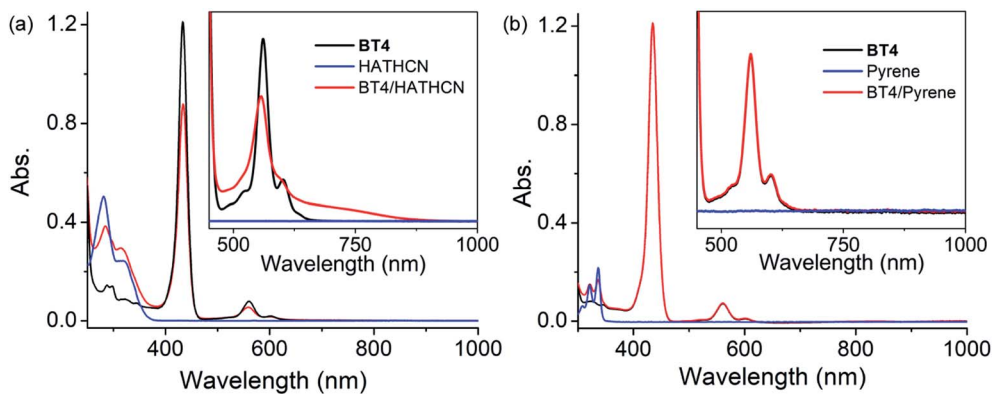 (a)
1.2
0.8
0.4
0.0
Abs.
400 600 800 1000
Wavelength (nm)
BT4
HATHCN
BT4/HATHCN
500 750 1000
Wavelength (nm)
(b)
1.2
0.8
0.4
0.0
Abs.
400 600 800 1000
Wavelength (nm)
BT4
Pyrene
BT4/Pyrene
500 750 1000
Wavelength (nm)